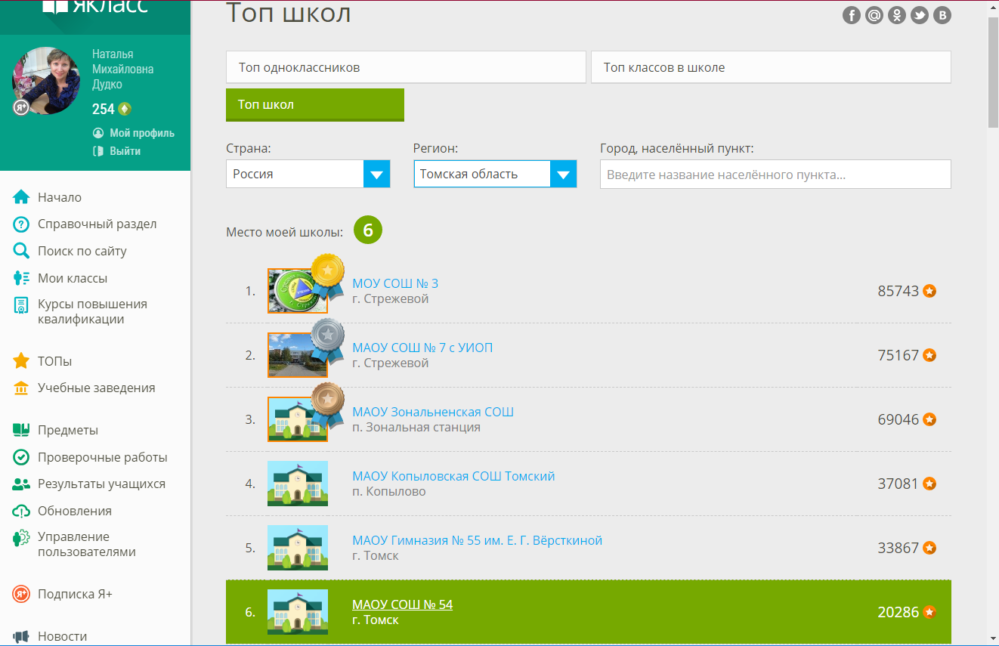 ЯКласс
Наталья
Михайловна
Дудко
254
Я+
Мой профиль
Выйти
Начало
Справочный раздел
Поиск по сайту
Мои классы
Курсы повышения
квалификации
ТОПы
Учебные заведения
Предметы
Проверочные работы
Результаты учащихся
Обновления
Управление
пользователями
Я+ Подписка Я+
Новости
Топ школ
Топ одноклассников
Топ классов в школе
Топ школ
Страна:
Регион:
Город, населённый пункт:
Россия
Томская область
Введите название населённого пункта...
Место моей школы: 6
1. МОУ СОШ № 3 85743
г. Стрежевой
2. МАОУ СОШ № 7 с УИОП 75167
г. Стрежевой
3. МАОУ Зональненская СОШ 69046
п. Зональная станция
4. МАОУ Копыловская СОШ Томский 37081
п. Копылово
5. МАОУ Гимназия № 55 им. Е. Г. Вёрсткиной 33867
г. Томск
6. МАОУ СОШ № 54 20286
г. Томск